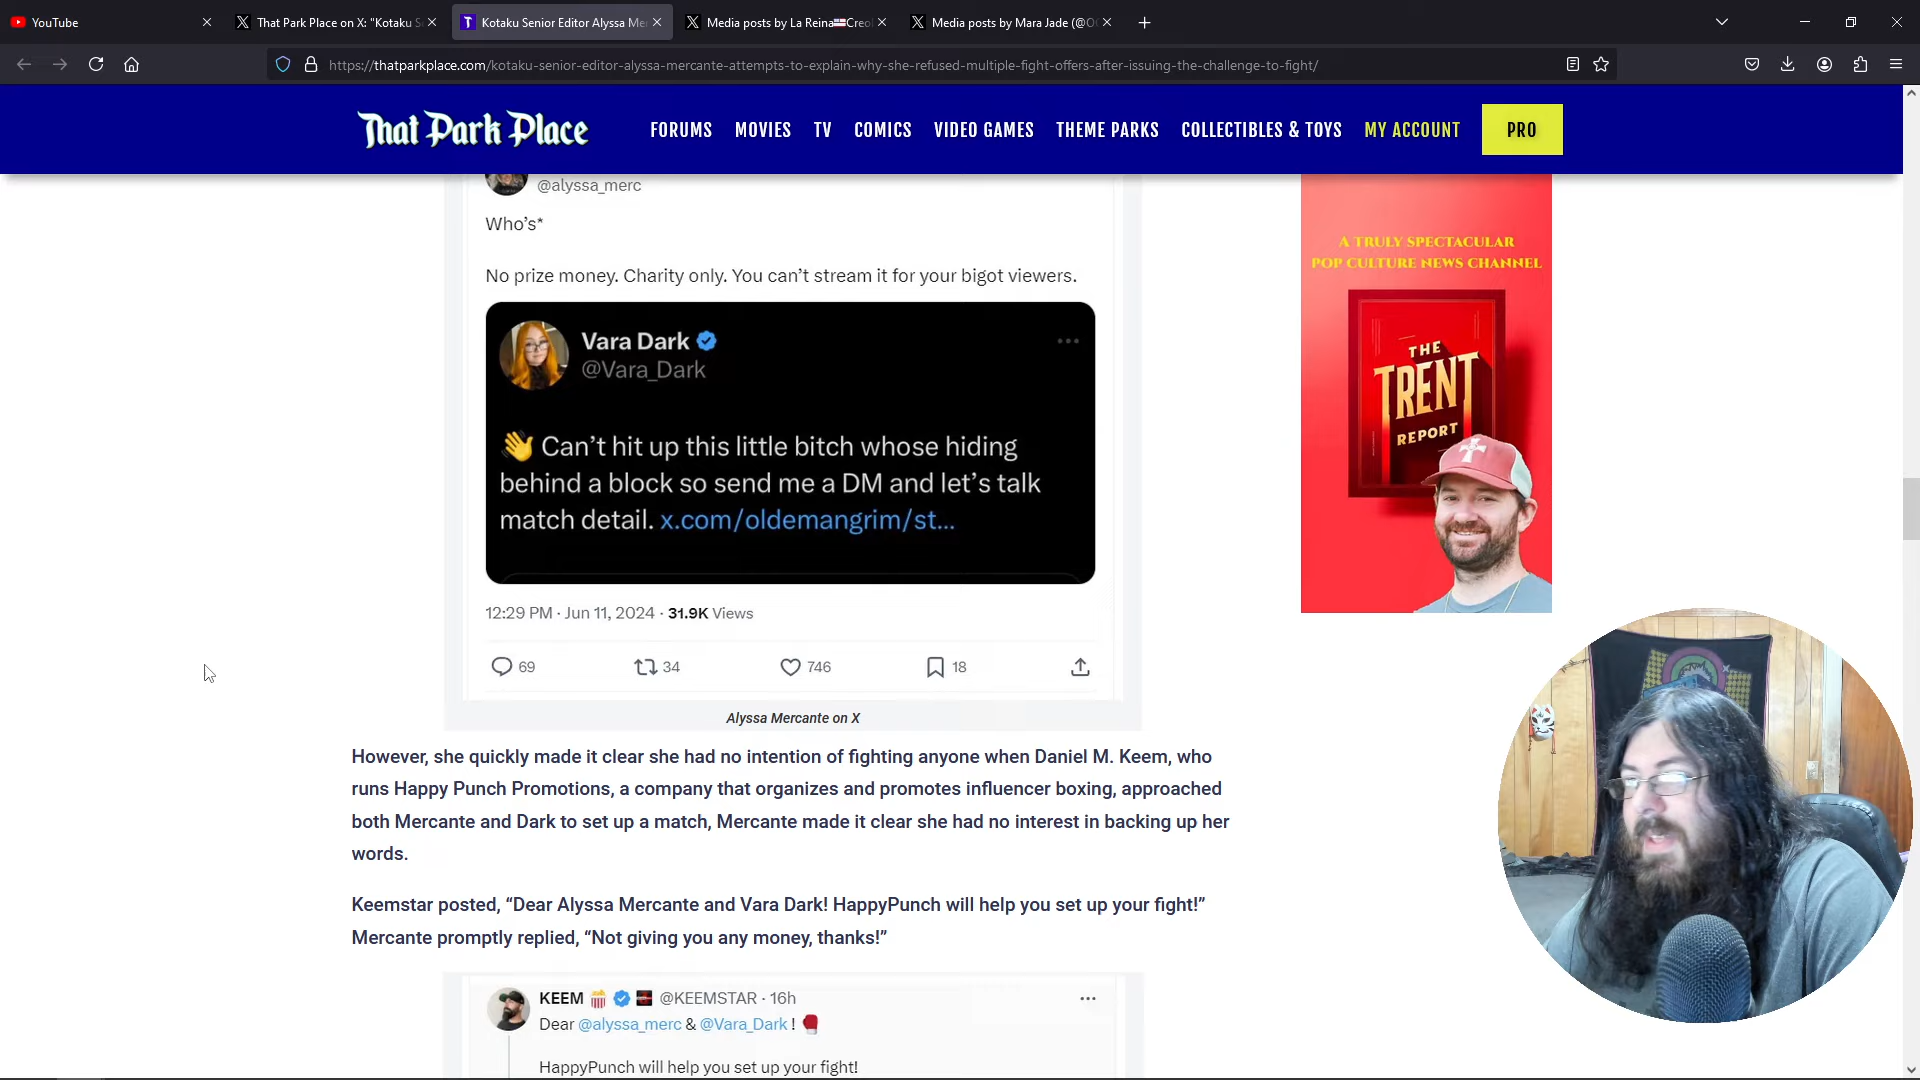 YouTube
That Park Place on X: "Kotaku S
Kotaku Senior Editor Alyssa Me
Media posts by La Reina Creol
Media posts by Mara Jade (@OC
https://thatparkplace.com/kotaku-senior-editor-alyssa-mercante-attempts-to-explain-why-she-refused-multiple-fight-offers-after-issuing-the-challenge-to-fight/
That Park Place
FORUMS MOVIES TV COMICS VIDEO GAMES THEME PARKS COLLECTIBLES & TOYS MY ACCOUNT PRO
@alyssa_merc
Who's*
No prize money. Charity only. You can't stream it for your bigot viewers.
Vara Dark
@Vara_Dark
👋 Can't hit up this little bitch whose hiding
behind a block so send me a DM and let's talk
match detail. x.com/oldemangrim/st...
12:29 PM · Jun 11, 2024 · 31.9K Views
69 34 746 18
Alyssa Mercante on X
However, she quickly made it clear she had no intention of fighting anyone when Daniel M. Keem, who
runs Happy Punch Promotions, a company that organizes and promotes influencer boxing, approached
both Mercante and Dark to set up a match, Mercante made it clear she had no interest in backing up her
words.
Keemstar posted, “Dear Alyssa Mercante and Vara Dark! HappyPunch will help you set up your fight!”
Mercante promptly replied, “Not giving you any money, thanks!”
KEEM 🍿 @KEEMSTAR · 16h
Dear @alyssa_merc & @Vara_Dark ! 🥊
HappyPunch will help you set up your fight!
A TRULY SPECTACULAR
POP CULTURE NEWS CHANNEL
THE
TRENT
REPORT